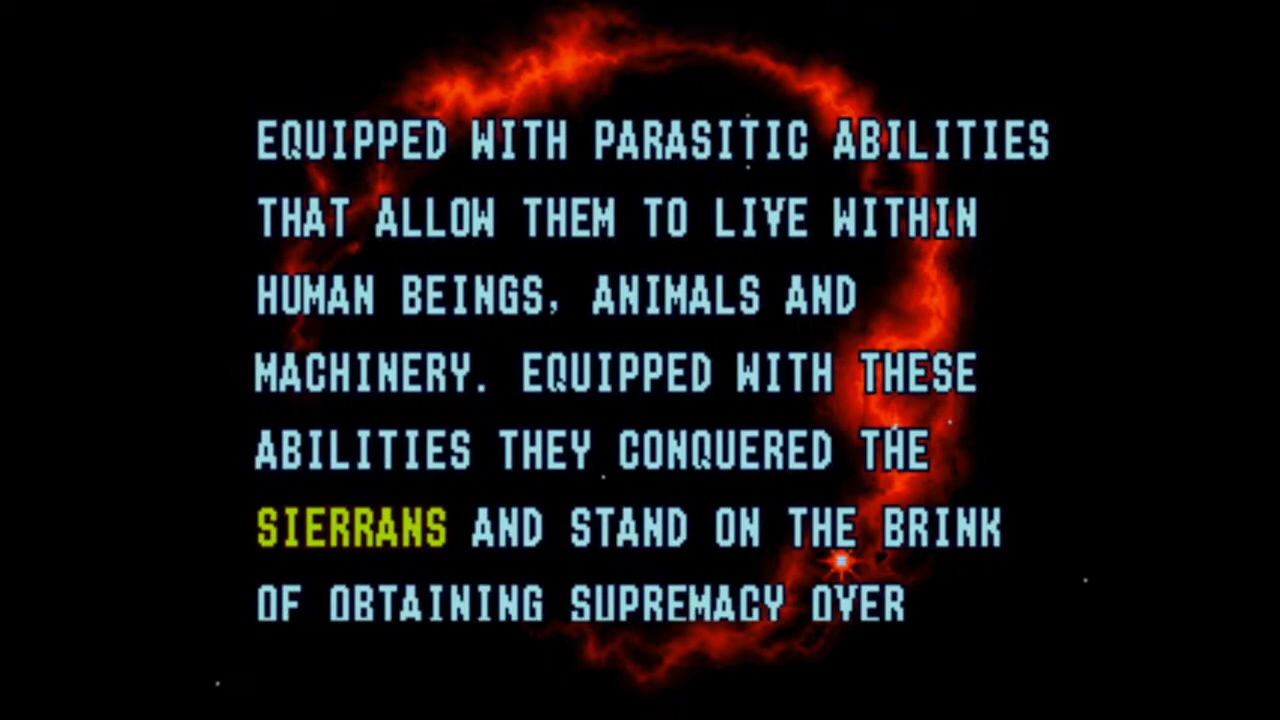 EQUIPPED WITH PARASITIC ABILITIES
THAT ALLOW THEM TO LIVE WITHIN
HUMAN BEINGS, ANIMALS AND
MACHINERY. EQUIPPED WITH THESE
ABILITIES THEY CONQUERED THE
SIERRANS AND STAND ON THE BRINK
OF OBTAINING SUPREMACY OVER